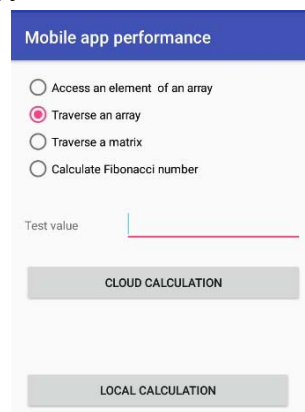 Mobile app performance
Access an element of an array
Traverse an array
Traverse a matrix
Calculate Fibonacci number
Test value
CLOUD CALCULATION
LOCAL CALCULATION